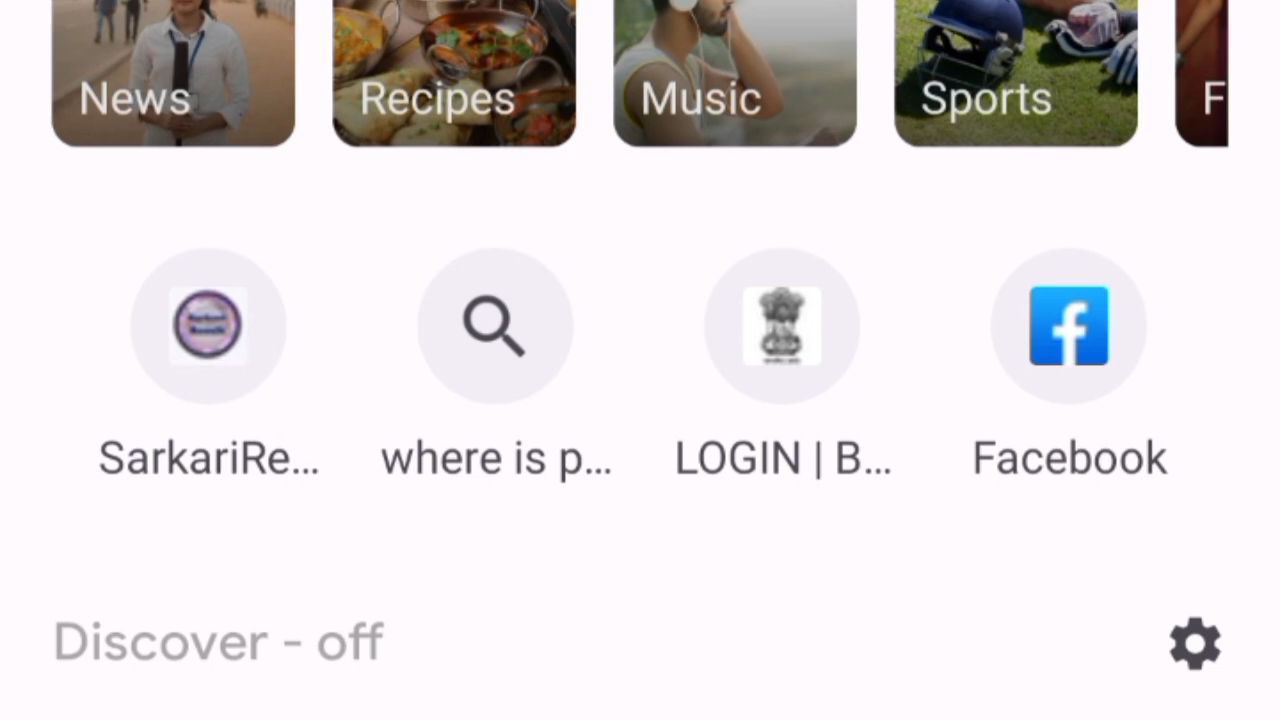 News
Recipes
Music
Sports
F
SarkariRe...
where is p...
LOGIN | B...
Facebook
Discover - off